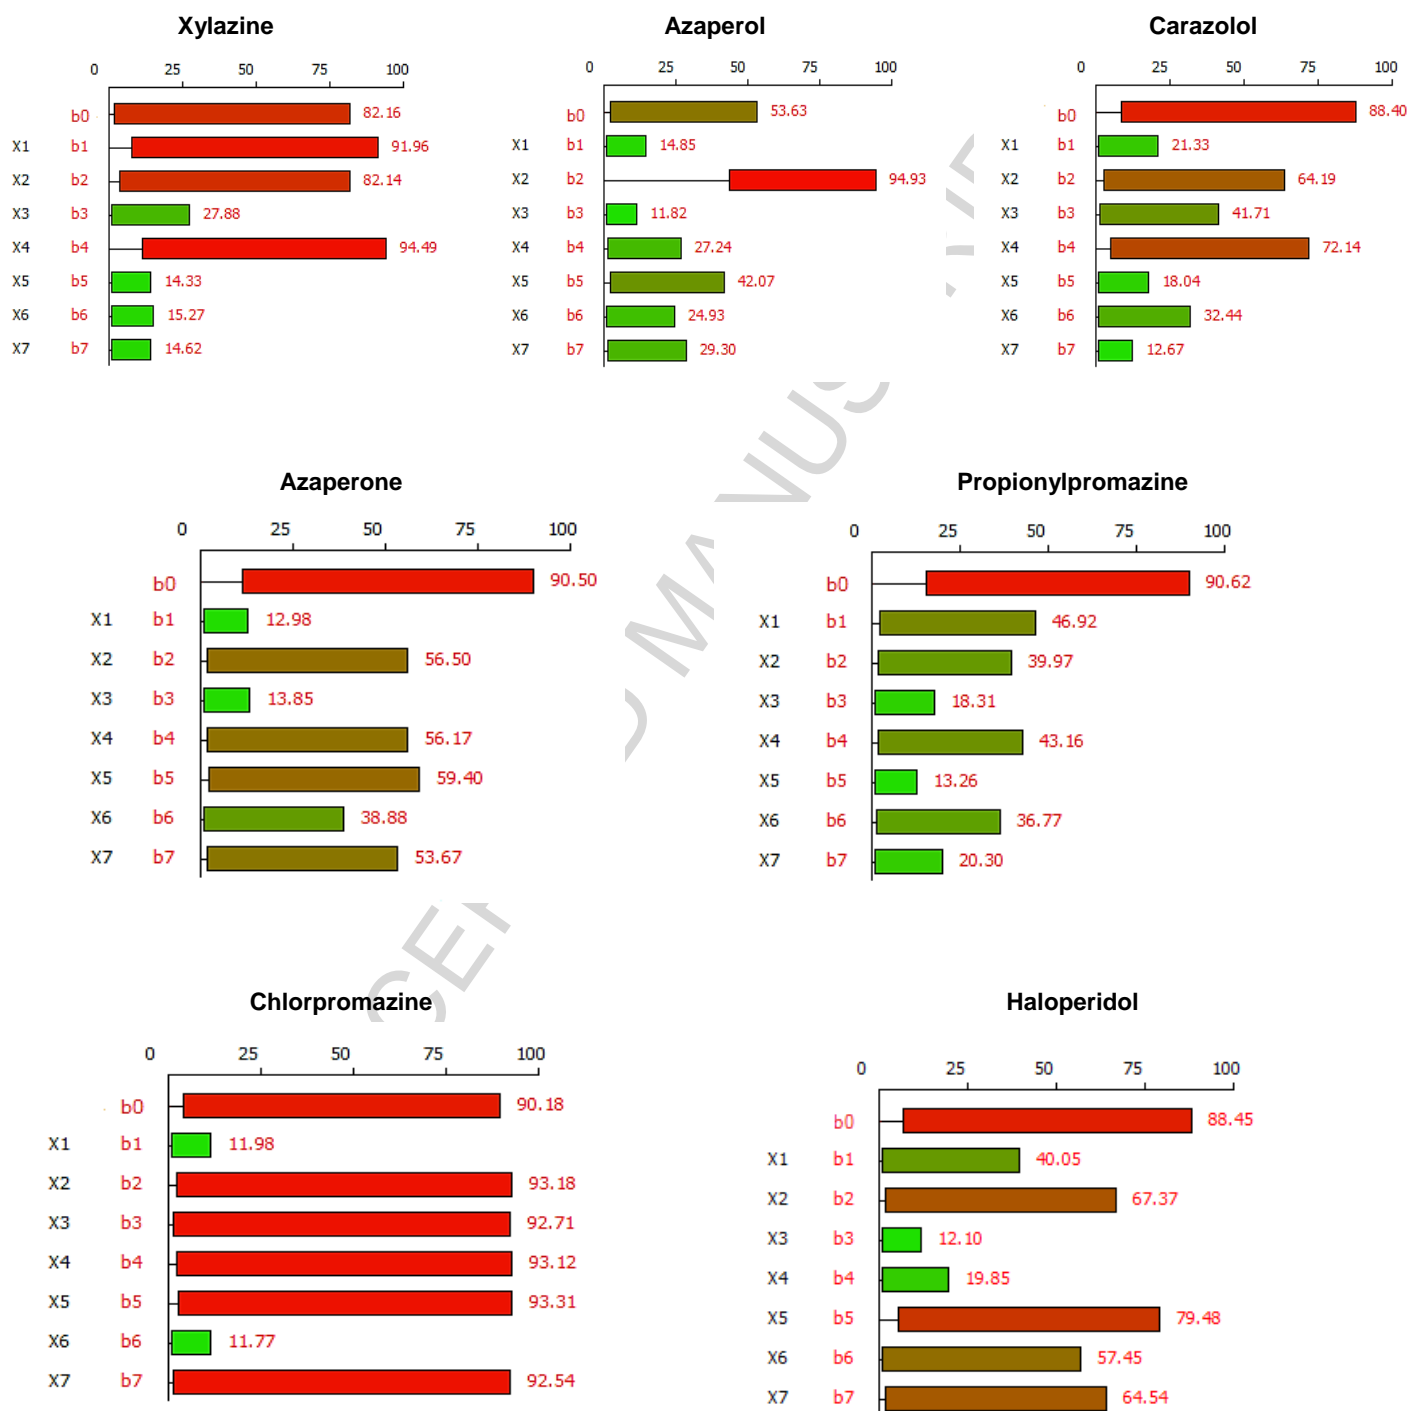 Xylazine
0 25 50 75 100
b0 82.16
X1 b1 91.96
X2 b2 82.14
X3 b3 27.88
X4 b4 94.49
X5 b5 14.33
X6 b6 15.27
X7 b7 14.62
Azaperol
0 25 50 75 100
b0 53.63
X1 b1 14.85
X2 b2 94.93
X3 b3 11.82
X4 b4 27.24
X5 b5 42.07
X6 b6 24.93
X7 b7 29.30
Carazolol
0 25 50 75 100
b0 88.40
X1 b1 21.33
X2 b2 64.19
X3 b3 41.71
X4 b4 72.14
X5 b5 18.04
X6 b6 32.44
X7 b7 12.67
Azaperone
0 25 50 75 100
b0 90.50
X1 b1 12.98
X2 b2 56.50
X3 b3 13.85
X4 b4 56.17
X5 b5 59.40
X6 b6 38.88
X7 b7 53.67
Propionylpromazine
0 25 50 75 100
b0 90.62
X1 b1 46.92
X2 b2 39.97
X3 b3 18.31
X4 b4 43.16
X5 b5 13.26
X6 b6 36.77
X7 b7 20.30
Chlorpromazine
0 25 50 75 100
b0 90.18
X1 b1 11.98
X2 b2 93.18
X3 b3 92.71
X4 b4 93.12
X5 b5 93.31
X6 b6 11.77
X7 b7 92.54
Haloperidol
0 25 50 75 100
b0 88.45
X1 b1 40.05
X2 b2 67.37
X3 b3 12.10
X4 b4 19.85
X5 b5 79.48
X6 b6 57.45
X7 b7 64.54